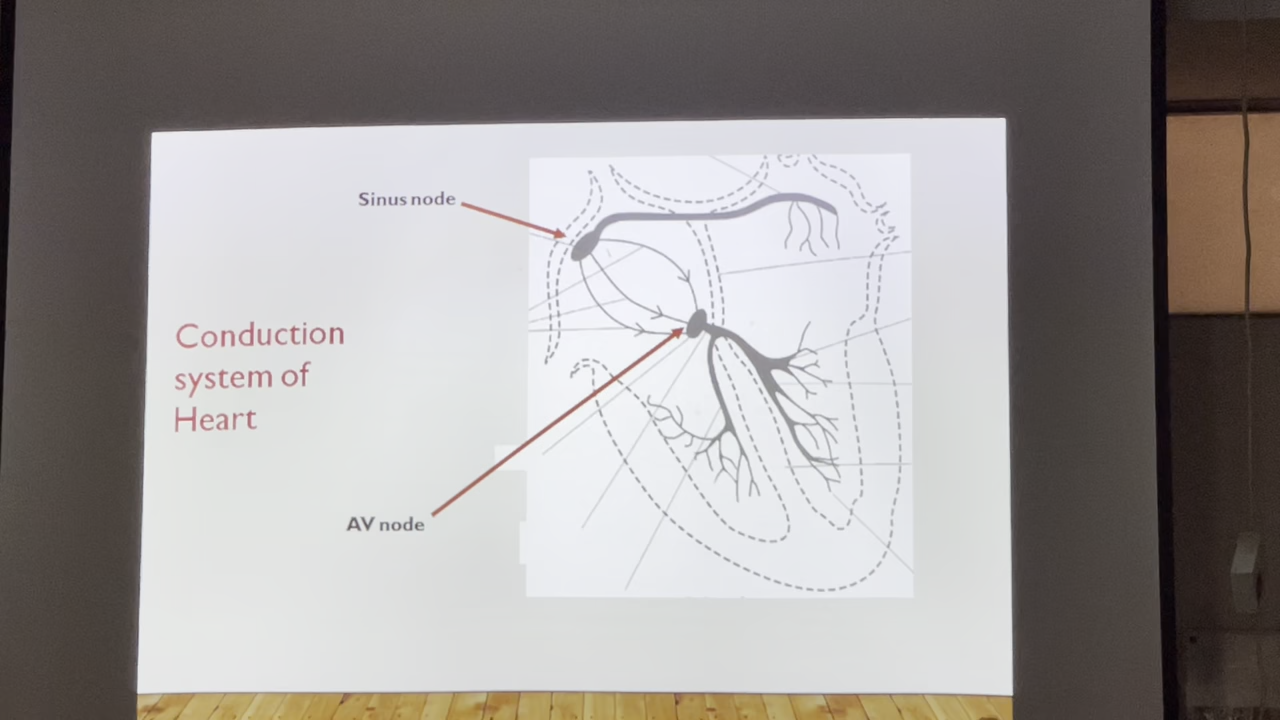 Sinus node
Conduction
system of
Heart
AV node